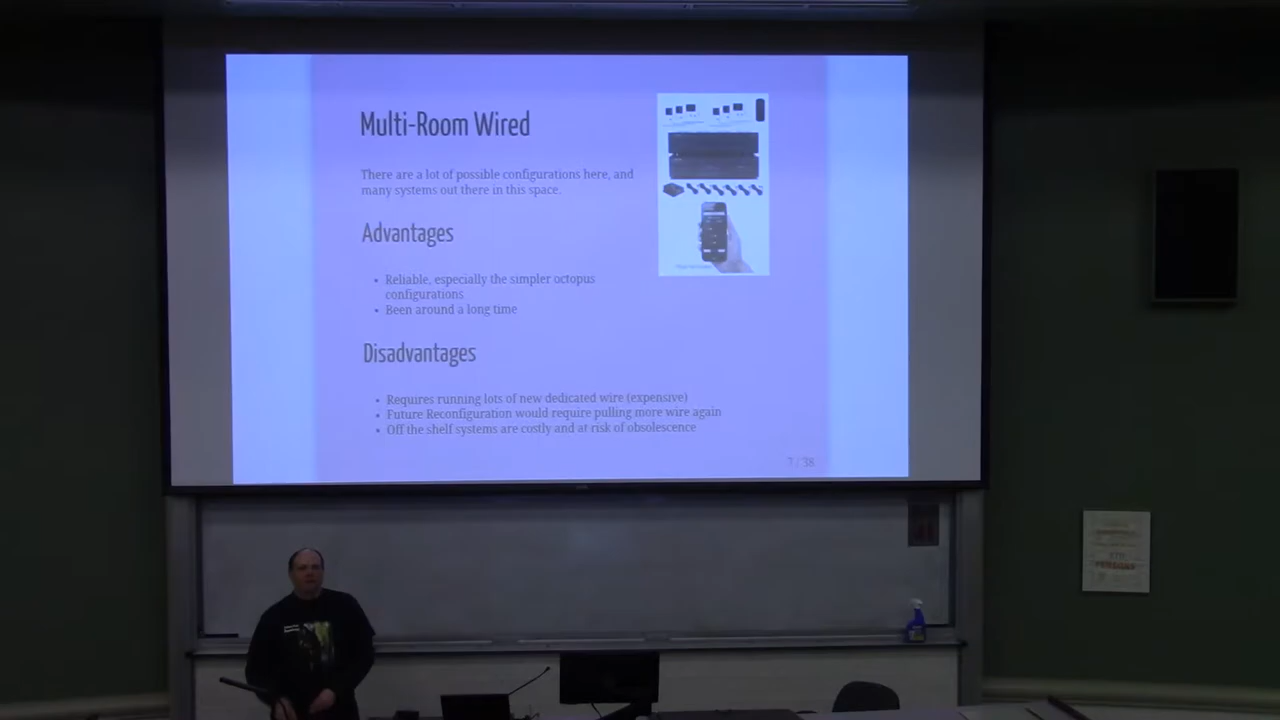 Multi-Room Wired
There are a lot of possible configurations here, and
many systems out there in this space.
Advantages
• Reliable, especially the simpler octopus
configurations
• Been around a long time
Disadvantages
• Requires running lots of new dedicated wire (expensive)
• Future Reconfiguration would require pulling more wire again
• Off the shelf systems are costly and at risk of obsolescence
7 / 38